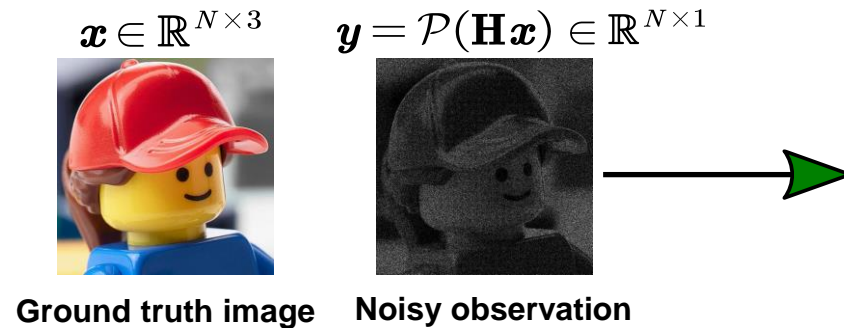 x ∈ ℝ^{N×3}
y = 𝒫(Hx) ∈ ℝ^{N×1}
Ground truth image
Noisy observation